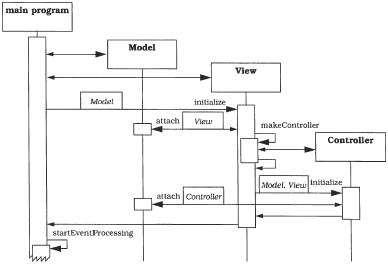 main program
Model
View
Model
initialize
makeController
attach
View
Controller
Model, View
initialize
attach
Controller
startEventProcessing